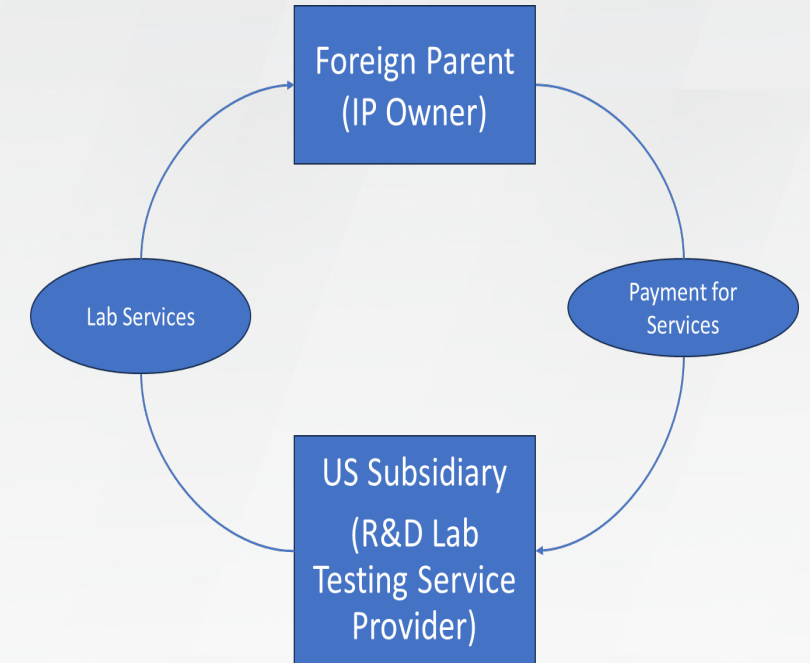 Foreign Parent
(IP Owner)
Lab Services
Payment for
Services
US Subsidiary
(R&D Lab
Testing Service
Provider)